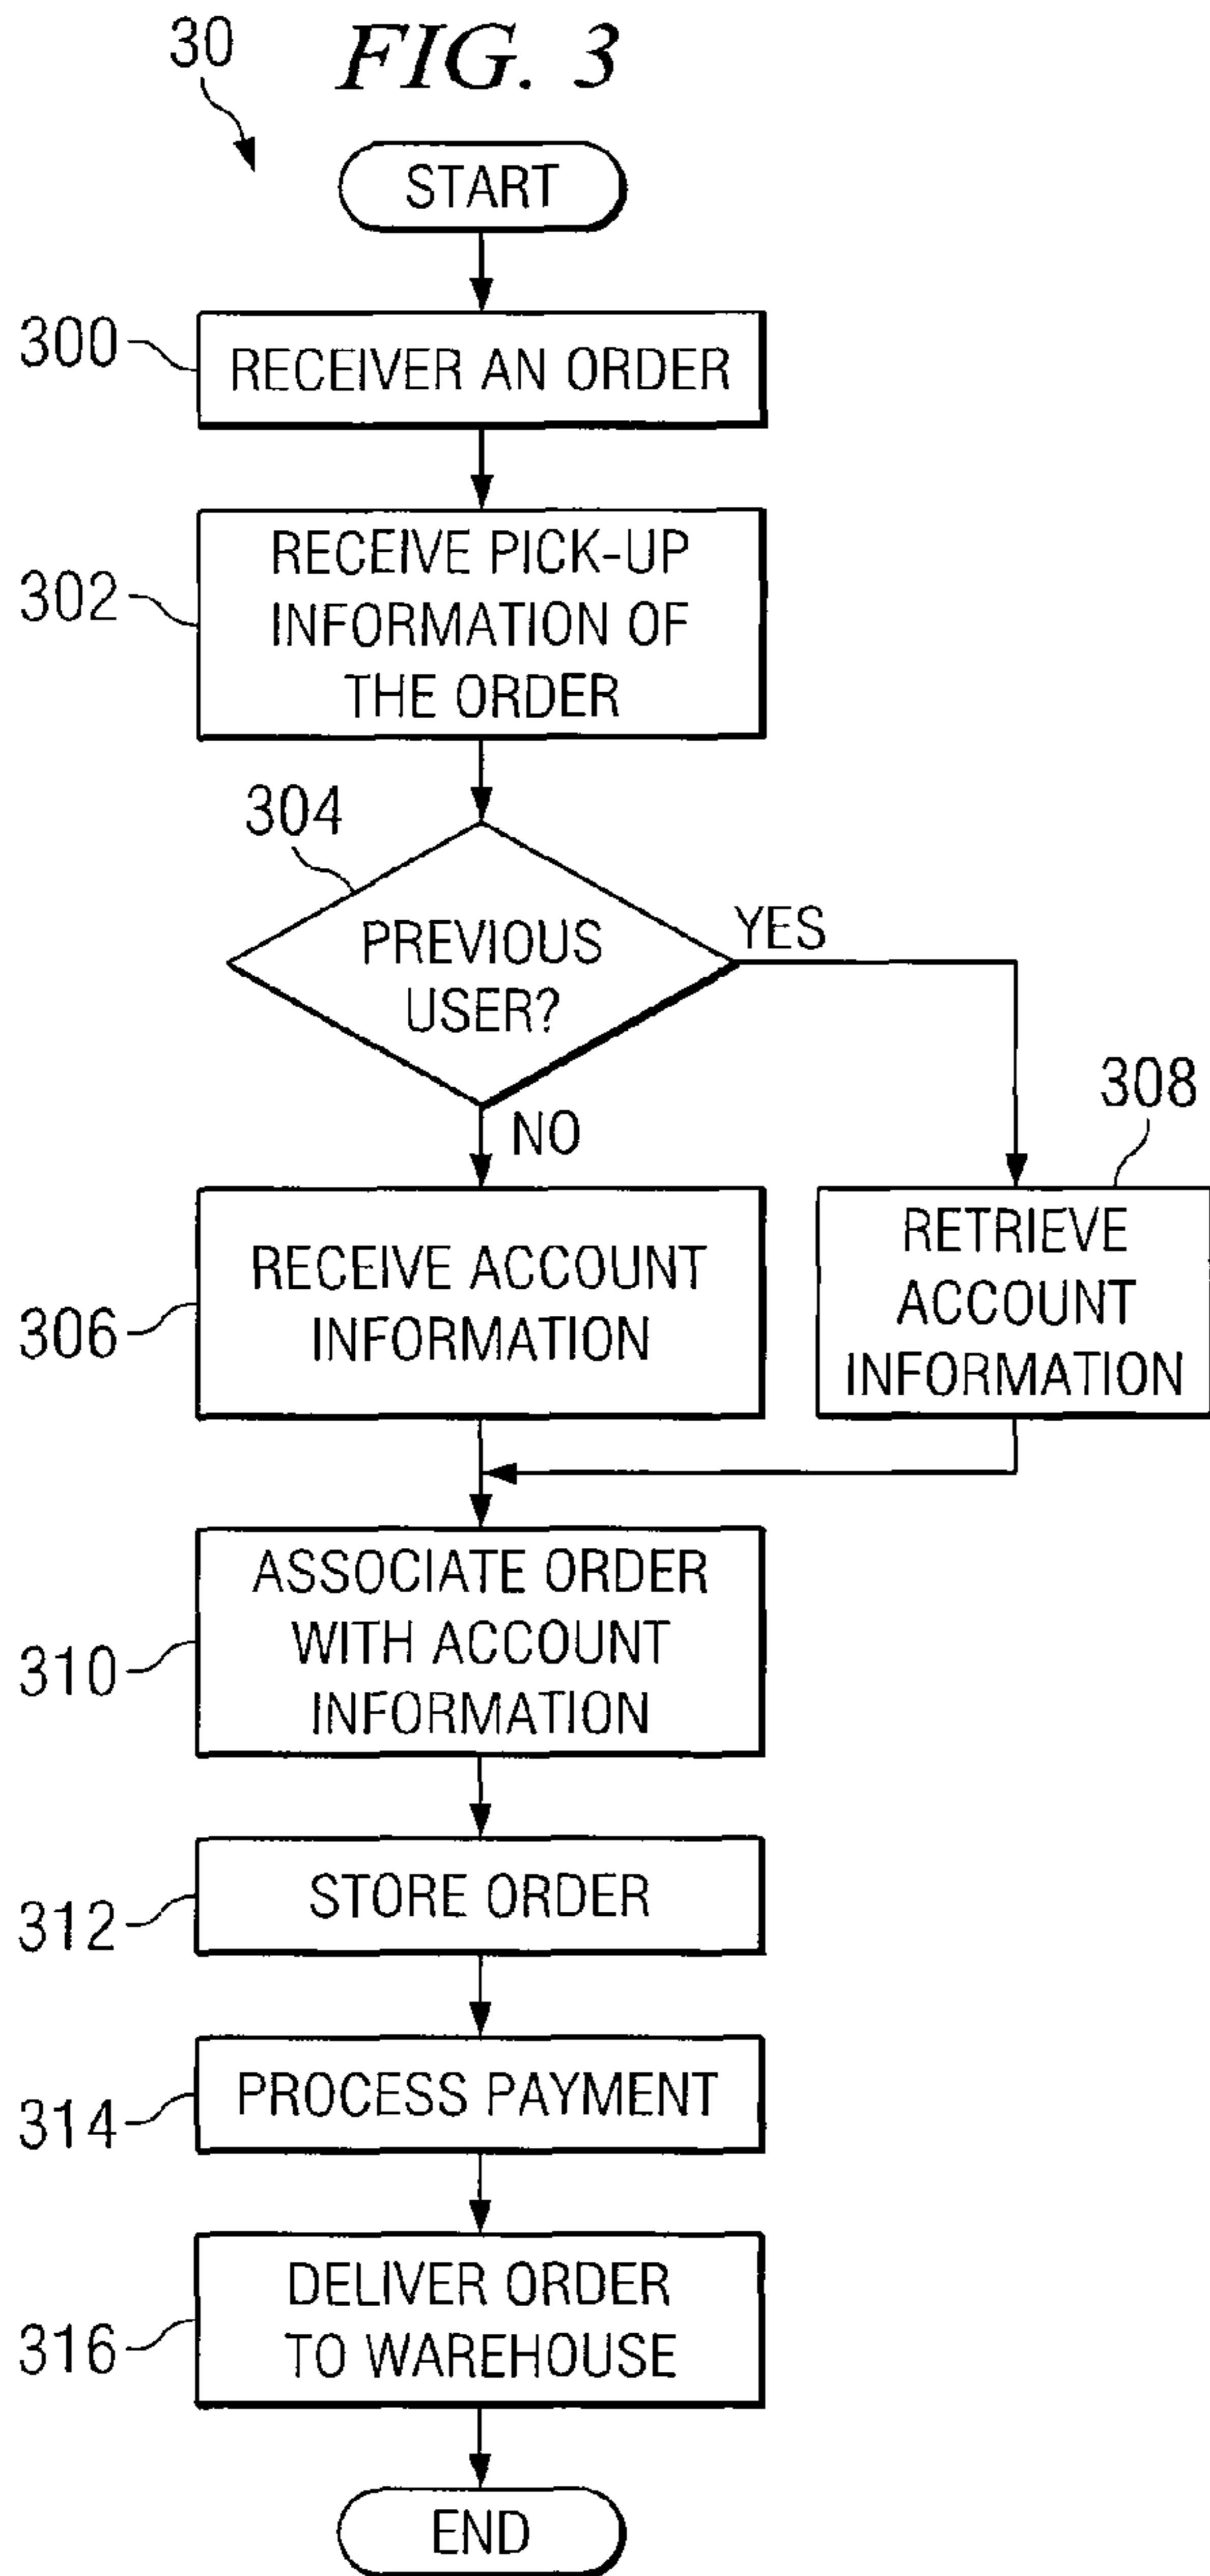 30
FIG. 3
START
300
RECEIVER AN ORDER
302
RECEIVE PICK-UP
INFORMATION OF
THE ORDER
304
PREVIOUS
USER?
YES
NO
306
RECEIVE ACCOUNT
INFORMATION
308
RETRIEVE
ACCOUNT
INFORMATION
310
ASSOCIATE ORDER
WITH ACCOUNT
INFORMATION
312
STORE ORDER
314
PROCESS PAYMENT
316
DELIVER ORDER
TO WAREHOUSE
END